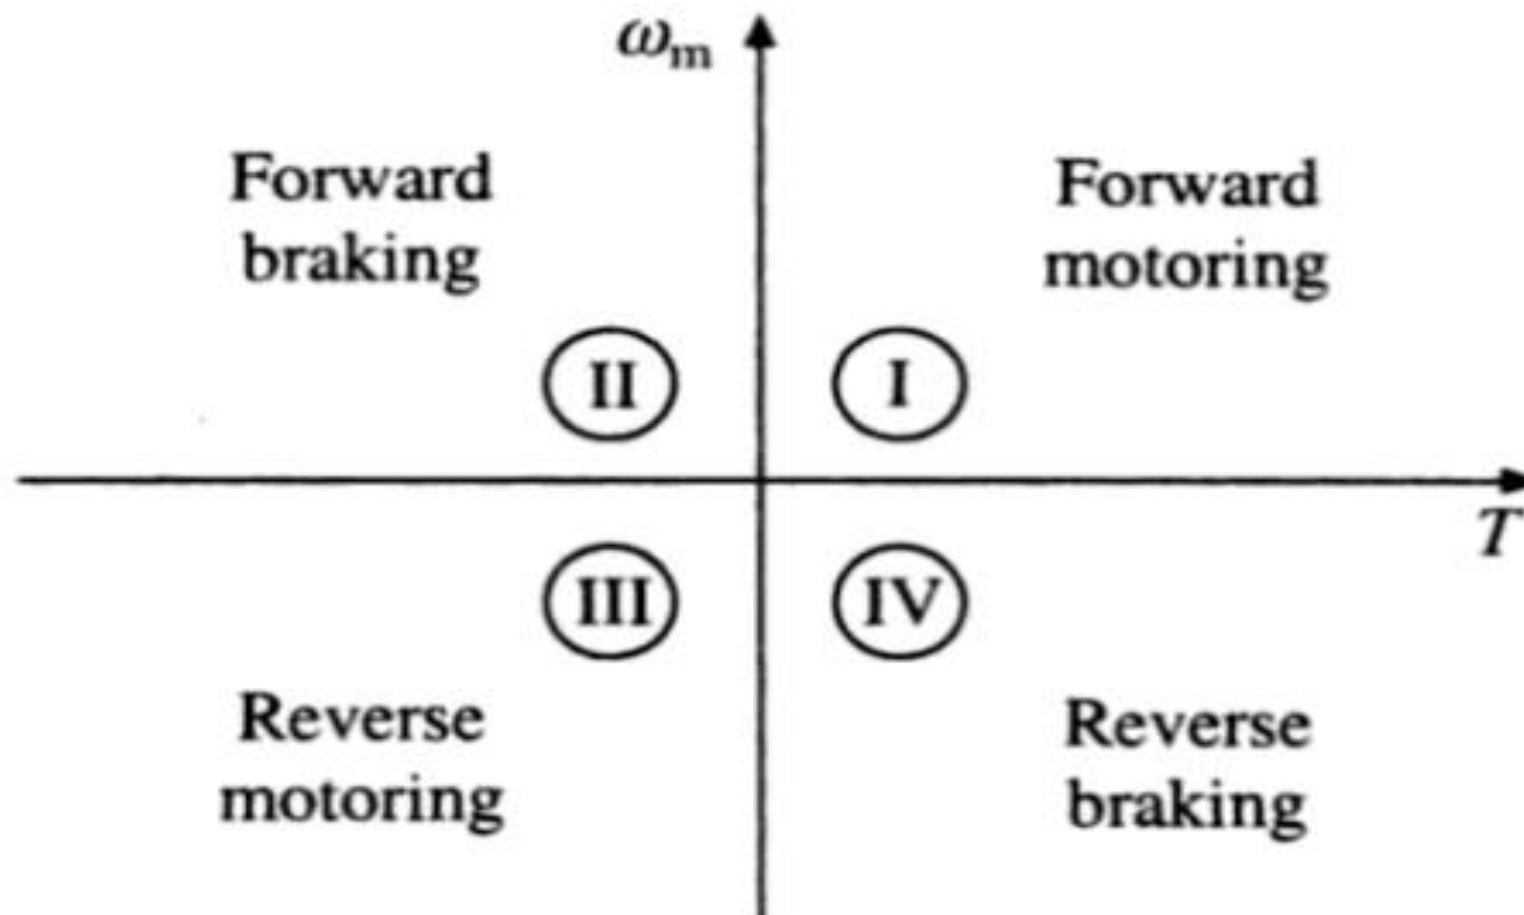 ωm
Forward
braking
Forward
motoring
II
I
T
III
IV
Reverse
motoring
Reverse
braking